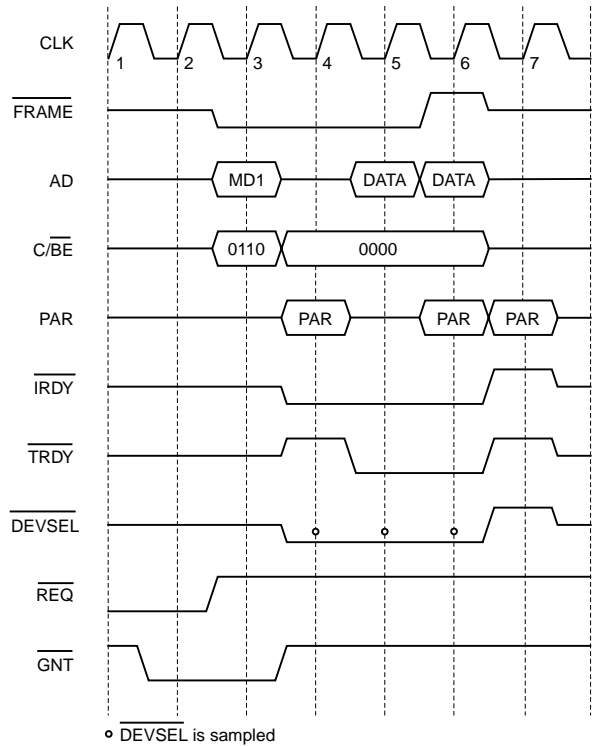 CLK
1 2 3 4 5 6 7
FRAME
AD MD1 DATA DATA
C/BE 0110 0000
PAR PAR PAR PAR
IRDY
TRDY
DEVSEL
REQ
GNT
DEVSEL is sampled